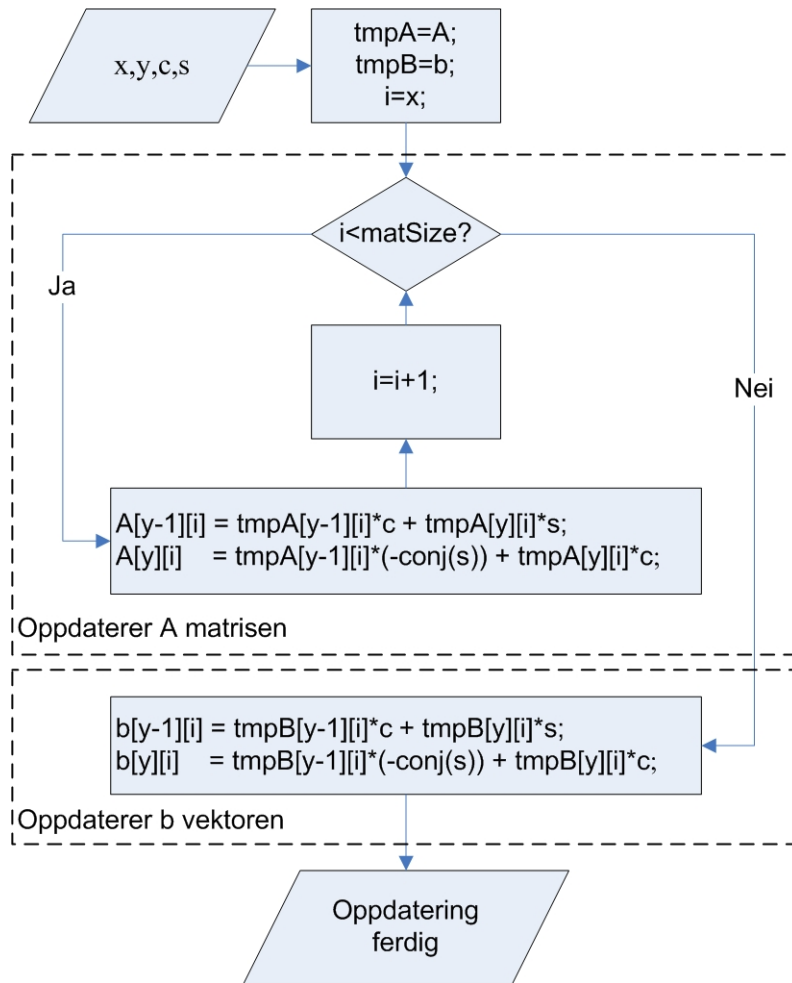 x,y,c,s
tmpA=A;
tmpB=b;
i=x;
i<matSize?
Ja
Nei
i=i+1;
A[y-1][i] = tmpA[y-1][i]*c + tmpA[y][i]*s;
A[y][i] = tmpA[y-1][i]*(-conj(s)) + tmpA[y][i]*c;
Oppdaterer A matrisen
b[y-1][i] = tmpB[y-1][i]*c + tmpB[y][i]*s;
b[y][i] = tmpB[y-1][i]*(-conj(s)) + tmpB[y][i]*c;
Oppdaterer b vektoren
Oppdatering
ferdig